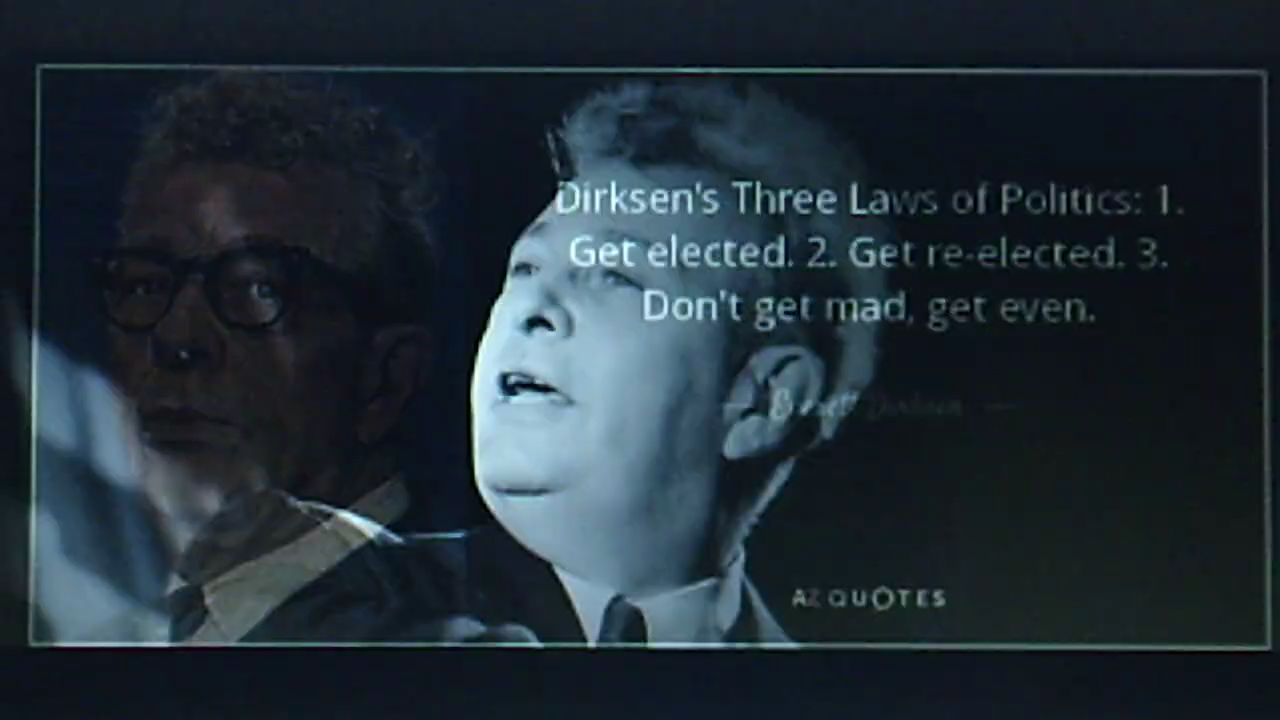 Dirksen's Three Laws of Politics: 1.
Get elected. 2. Get re-elected. 3.
Don't get mad, get even.
AZ QUOTES